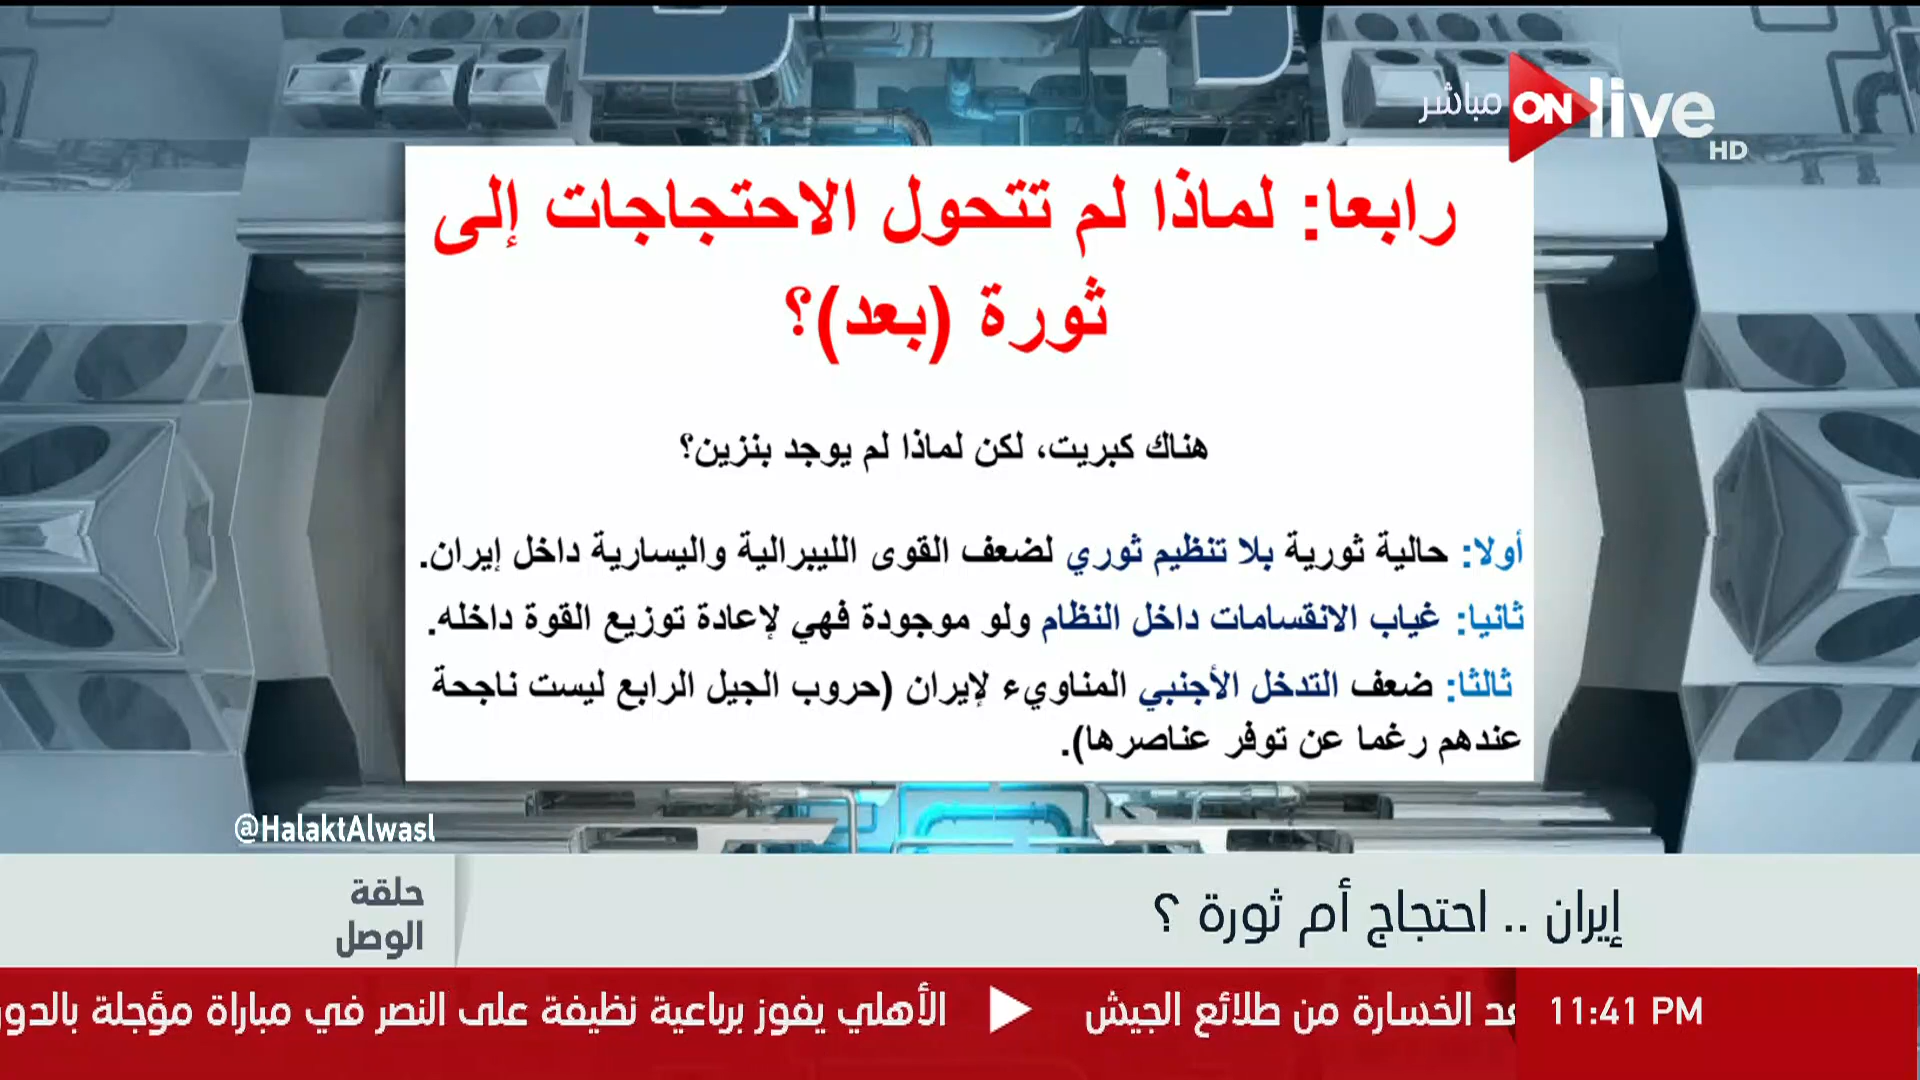 مباشر ON live
HD
رابعا: لماذا لم تتحول الاحتجاجات إلى
ثورة (بعد)؟
هناك كبريت، لكن لماذا لم يوجد بنزين؟
أولا: حالية ثورية بلا تنظيم ثوري لضعف القوى الليبرالية واليسارية داخل إيران.
ثانيا: غياب الانقسامات داخل النظام ولو موجودة فهي لإعادة توزيع القوة داخله.
ثالثا: ضعف التدخل الأجنبي المناويء لإيران (حروب الجيل الرابع ليست ناجحة
عندهم رغما عن توفر عناصرها).
@HalaktAlwasl
إيران .. احتجاج أم ثورة ؟
حلقة
الوصل
11:41 PM
الخسارة من طلائع الجيش
الأهلي يفوز برباعية نظيفة على النصر في مباراة مؤجلة